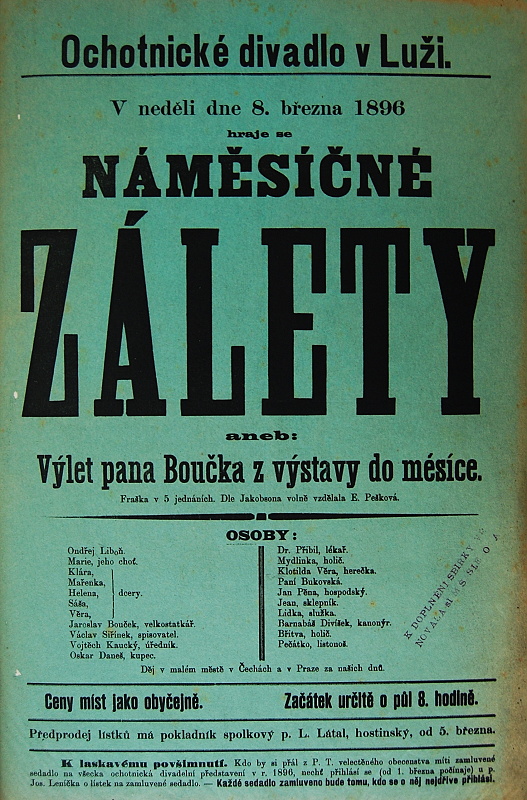 Ochotnické divadlo v Luži.
V neděli dne 8. března 1896
hraje se
NÁMĚSÍČNÉ
ZÁLETY
aneb:
Výlet pana Boučka z výstavy do měsíce.
Fraška v 5 jednáních. Dle Jakobsona volně vzdělala E. Pešková.
OSOBY:
Ondřej Liboň.
Marie, jeho choť.
Klára,
Mařenka,
Helena,
Sáša,
Věra,
dcery.
Jaroslav Bouček, velkostatkář.
Václav Siřínek, spisovatel.
Vojtěch Kaucký, úředník.
Oskar Daneš, kupec.
Dr. Přibil, lékař.
Mydlinka, holič.
Klotilda Věra, herečka.
Paní Bukovská.
Jan Pěna, hospodský.
Jean, sklepník.
Lidka, služka.
Barnabáš Divíšek, kanonýr.
Břitva, holič.
Pečátko, listonoš.
K DOPLNĚNÍ SBÍRKY
Děj v malém městě v Čechách a v Praze za našich dnů.
Ceny míst jako obyčejně. Začátek určitě o půl 8. hodině.
Předprodej lístků má pokladník spolkový p. L. Látal, hostinský, od 5. března.
K laskavému povšimnutí. Kdo by si přál z P. T. velectěného obecenstva míti zamluvené
sedadlo na všecka ochotnická divadelní představení v r. 1896, nechť přihlásí se (od 1. března počínaje) u p.
Jos. Leníčka o lístek na zamluvené sedadlo. — Každé sedadlo zamluveno bude tomu, kdo se o něj nejdříve přihlásí.